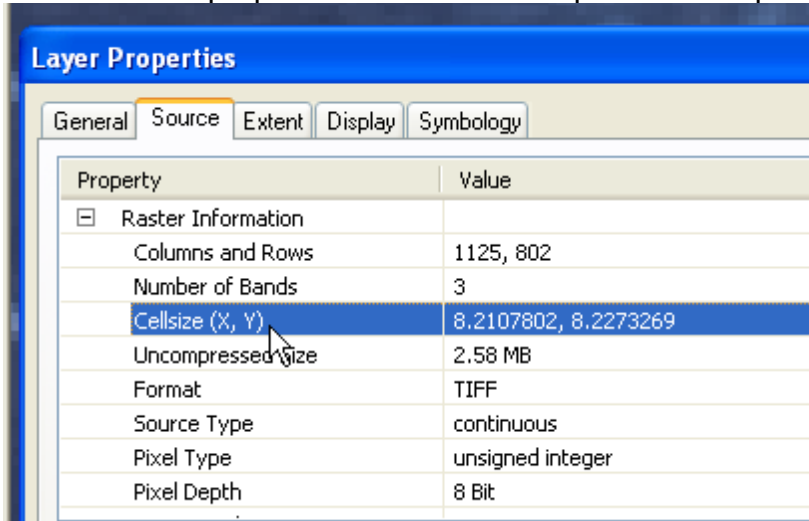 Layer Properties
General Source Extent Display Symbology
Property Value
Raster Information
Columns and Rows 1125, 802
Number of Bands 3
Cellsize (X, Y) 8.2107802, 8.2273269
Uncompressed Size 2.58 MB
Format TIFF
Source Type continuous
Pixel Type unsigned integer
Pixel Depth 8 Bit